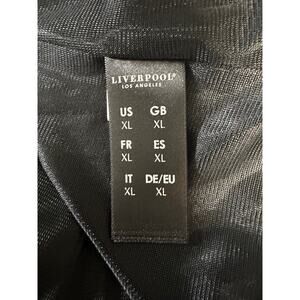 LIVERPOOL®
LOS ANGELES
US GB
XL XL
FR ES
XL XL
IT DE/EU
XL XL